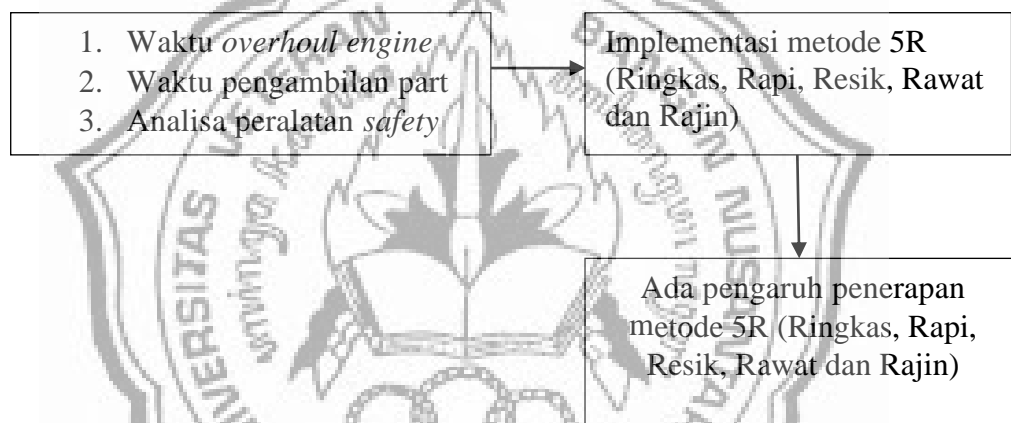 1. Waktu overhoul engine
2. Waktu pengambilan part
3. Analisa peralatan safety
Implementasi metode 5R
(Ringkas, Rapi, Resik, Rawat
dan Rajin)
Ada pengaruh penerapan
metode 5R (Ringkas, Rapi,
Resik, Rawat dan Rajin)
UNIVERSITAS